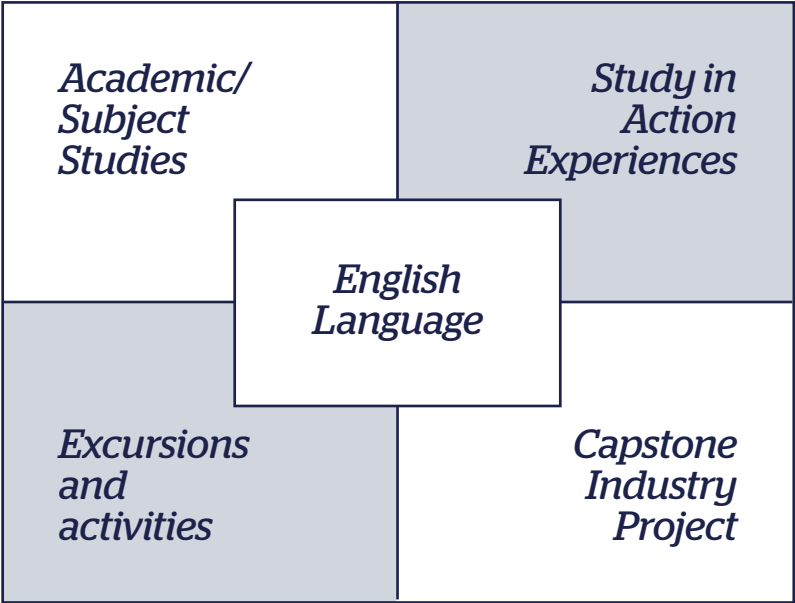 Academic/
Subject
Studies
Study in
Action
Experiences
English
Language
Excursions
and
activities
Capstone
Industry
Project